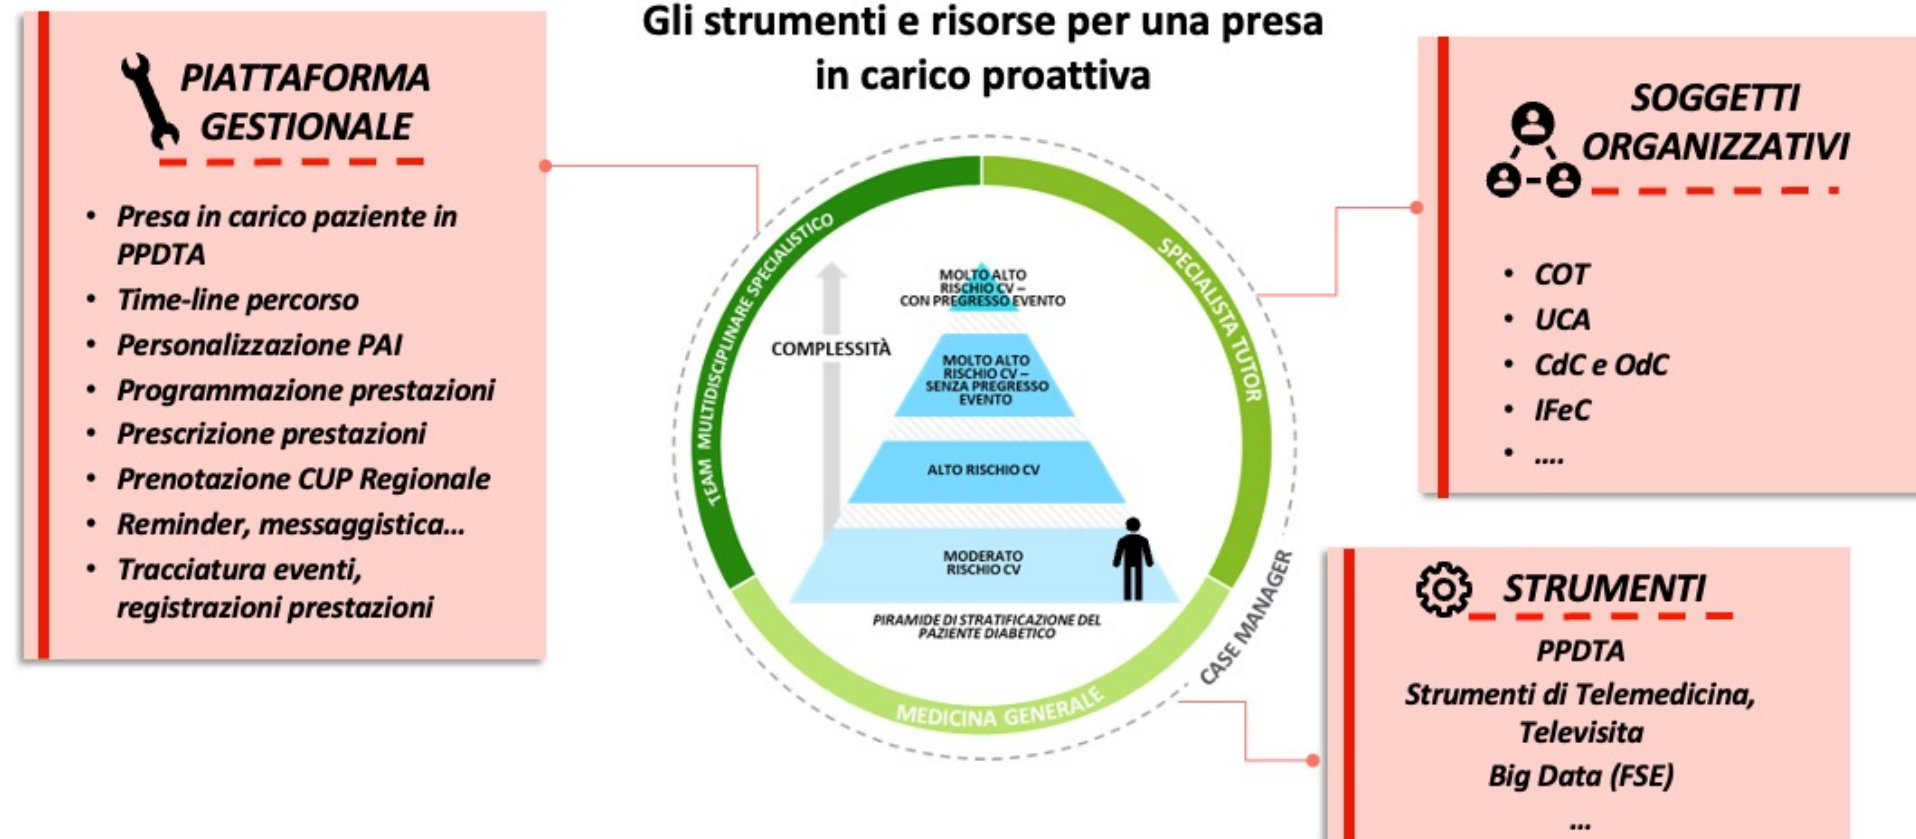 Gli strumenti e risorse per una presa
in carico proattiva
PIATTAFORMA
GESTIONALE
• Presa in carico paziente in
PPDTA
• Time-line percorso
• Personalizzazione PAI
• Programmazione prestazioni
• Prescrizione prestazioni
• Prenotazione CUP Regionale
• Reminder, messaggistica...
• Tracciatura eventi,
registrazioni prestazioni
TEAM MULTIDISCIPLINARE SPECIALISTICO
SPECIALISTA TUTOR
MEDICINA GENERALE
CASE MANAGER
COMPLESSITÀ
MOLTO ALTO
RISCHIO CV –
CON PREGRESSO EVENTO
MOLTO ALTO
RISCHIO CV –
SENZA PREGRESSO
EVENTO
ALTO RISCHIO CV
MODERATO
RISCHIO CV
PIRAMIDE DI STRATIFICAZIONE DEL
PAZIENTE DIABETICO
SOGGETTI
ORGANIZZATIVI
• COT
• UCA
• CdC e OdC
• IFeC
• ....
STRUMENTI
PPDTA
Strumenti di Telemedicina,
Televisita
Big Data (FSE)
...